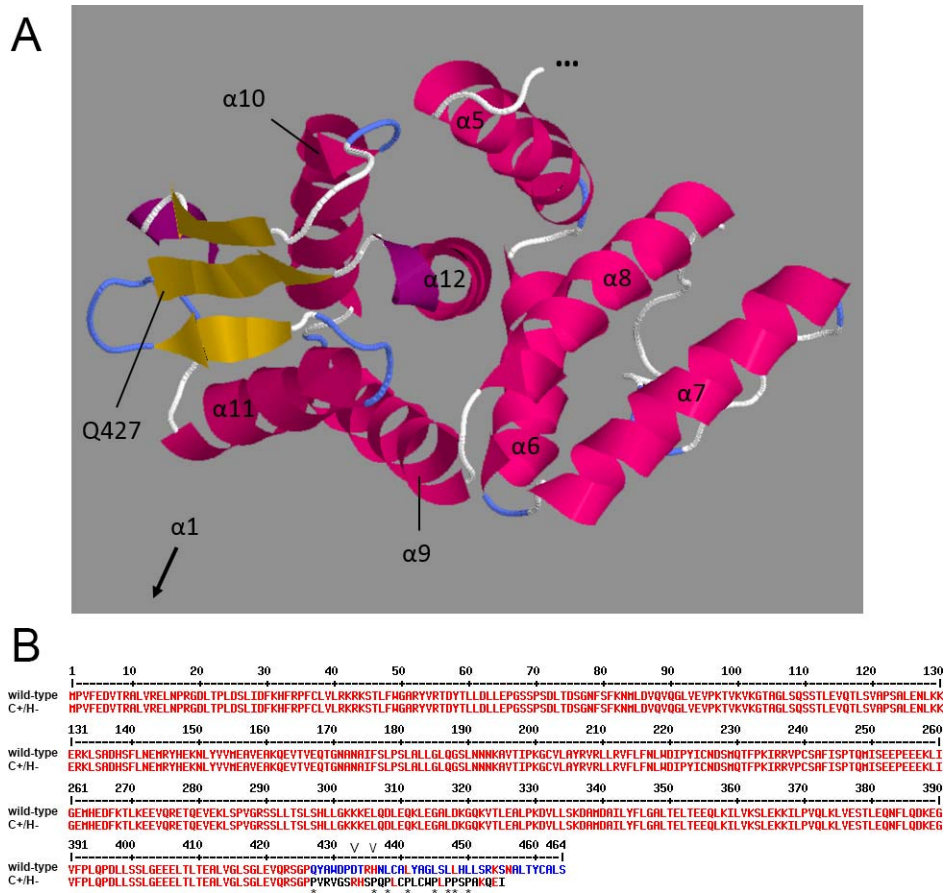 A
...
α10
α5
α8
α12
α7
α11
Q427
α6
α9
α1
B
1 10 20 30 40 50 60 70 80 90 100 110 120 130
wild-type MPVFEDVTRALVRELNPRGDLTPLDSLIDFKHFRPFCLVLRKRKSTLFWGARYVRTDYTLLDLLEPGSSPSDLTDSGNFSFKNMLDVQVQGLVEVPKTVKVKGTAGLSQSSTLEVQTLSVAPSALENLKK
C+/H- MPVFEDVTRALVRELNPRGDLTPLDSLIDFKHFRPFCLVLRKRKSTLFWGARYVRTDYTLLDLLEPGSSPSDLTDSGNFSFKNMLDVQVQGLVEVPKTVKVKGTAGLSQSSTLEVQTLSVAPSALENLKK
131 140 150 160 170 180 190 200 210 220 230 240 250 260
wild-type ERKLSADHSFLNEMRYHEKNLYVVMEAVEAKQEVTVEQTGNANAIFSLPSLALLGLQGSLNNNKAVTIPKGCVLAYRVRLLRVFLFNLWDIPYICNDSMQTFPKIRRVPCSAFISPTQMISEEPEEEKLI
C+/H- ERKLSADHSFLNEMRYHEKNLYVVMEAVEAKQEVTVEQTGNANAIFSLPSLALLGLQGSLNNNKAVTIPKGCVLAYRVRLLRVFLFNLWDIPYICNDSMQTFPKIRRVPCSAFISPTQMISEEPEEEKLI
261 270 280 290 300 310 320 330 340 350 360 370 380 390
wild-type GEMHEDFKTLKEEVQRETQEVEKLSPVGRSSLLTSLSHLLGKKKELQDLEQKLEGALDKGQKVTLEALPKDVLLSKDAMDAILYFLGALTELTEEQLKILVKSLEKKILPVQLKLVESTLEQNFLQDKEG
C+/H- GEMHEDFKTLKEEVQRETQEVEKLSPVGRSSLLTSLSHLLGKKKELQDLEQKLEGALDKGQKVTLEALPKDVLLSKDAMDAILYFLGALTELTEEQLKILVKSLEKKILPVQLKLVESTLEQNFLQDKEG
391 400 410 420 430 440 450 460 464
wild-type VFPLQPDLLSSLGEEELTLTEALVGLSGLEVQRSGPQYAWDPDTRHNLCALYAGLSLLHLLSRKSNALTYCALS
C+/H- VFPLQPDLLSSLGEEELTLTEALVGLSGLEVQRSGPPVRVGSRHSPQPLCPLCWPLPPSPAKQEI